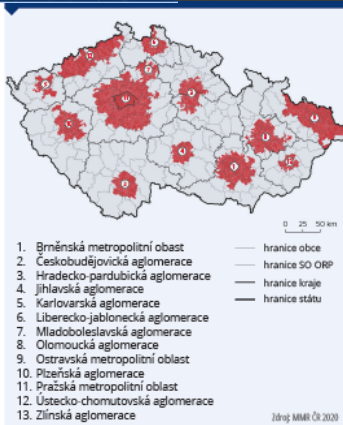 0 25 50 km
1. Brněnská metropolitní obast
2. Českobudějovická aglomerace
3. Hradecko-pardubická aglomerace
4. Jihlavská aglomerace
5. Karlovarská aglomerace
6. Liberecko-jablonecká aglomerace
7. Mladoboleslavská aglomerace
8. Olomoucká aglomerace
9. Ostravská metropolitní oblast
10. Plzeňská aglomerace
11. Pražská metropolitní oblast
12. Ústecko-chomutovská aglomerace
13. Zlínská aglomerace
hranice obce
hranice SO ORP
hranice kraje
hranice státu
Zdroj: MMR ČR 2020